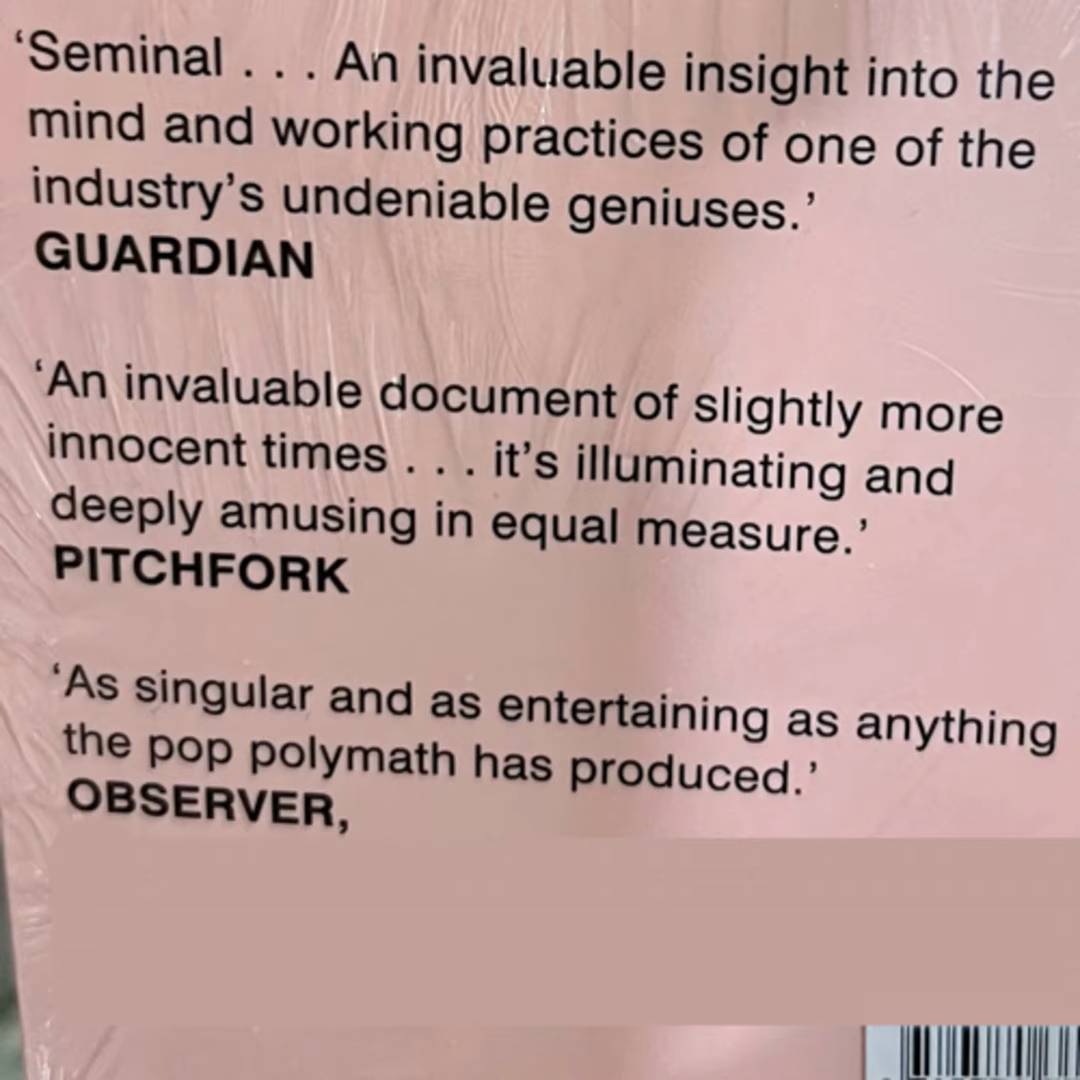 ‘Seminal . . . An invaluable insight into the
mind and working practices of one of the
industry’s undeniable geniuses.’
GUARDIAN
‘An invaluable document of slightly more
innocent times . . . it’s illuminating and
deeply amusing in equal measure.’
PITCHFORK
‘As singular and as entertaining as anything
the pop polymath has produced.’
OBSERVER,